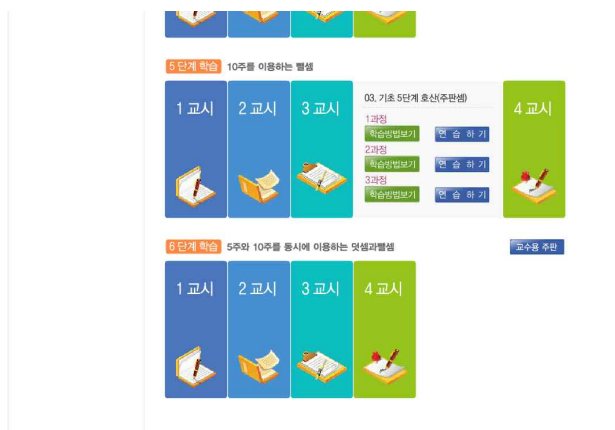 5단계 학습 10주를 이용하는 뺄셈
1 교시
2 교시
3 교시
03. 기초 5단계 호산(주판셈)
1과정
학습방법보기 연 습 하 기
2과정
학습방법보기 연 습 하 기
3과정
학습방법보기 연 습 하 기
4 교시
6단계 학습 5주와 10주를 동시에 이용하는 덧셈과뺄셈
교수용 주판
1 교시
2 교시
3 교시
4 교시